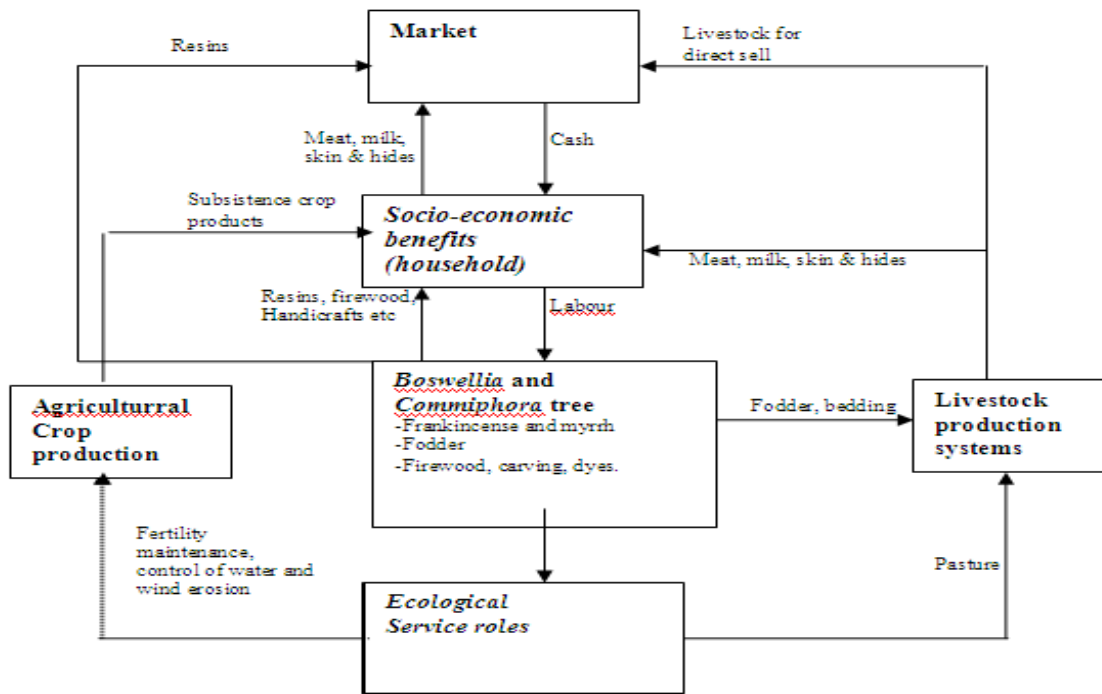 Market
Resins
Livestock for
direct sell
Meat, milk,
skin & hides
Cash
Subsistence crop
products
Socio-economic
benefits
(household)
Meat, milk, skin & hides
Resins, firewood,
Handicrafts etc
Labour
Boswellia and
Commiphora tree
-Frankincense and myrrh
-Fodder
-Firewood, carving, dyes.
Agriculturral
Crop
production
Fodder, bedding
Livestock
production
systems
Fertility
maintenance,
control of water and
wind erosion
Pasture
Ecological
Service roles